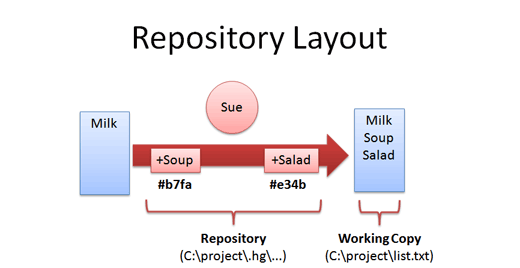 Repository Layout
Sue
Milk
+Soup
+Salad
#b7fa
#e34b
Milk
Soup
Salad
Repository
(C:\project\.hg\...)
Working Copy
(C:\project\list.txt)